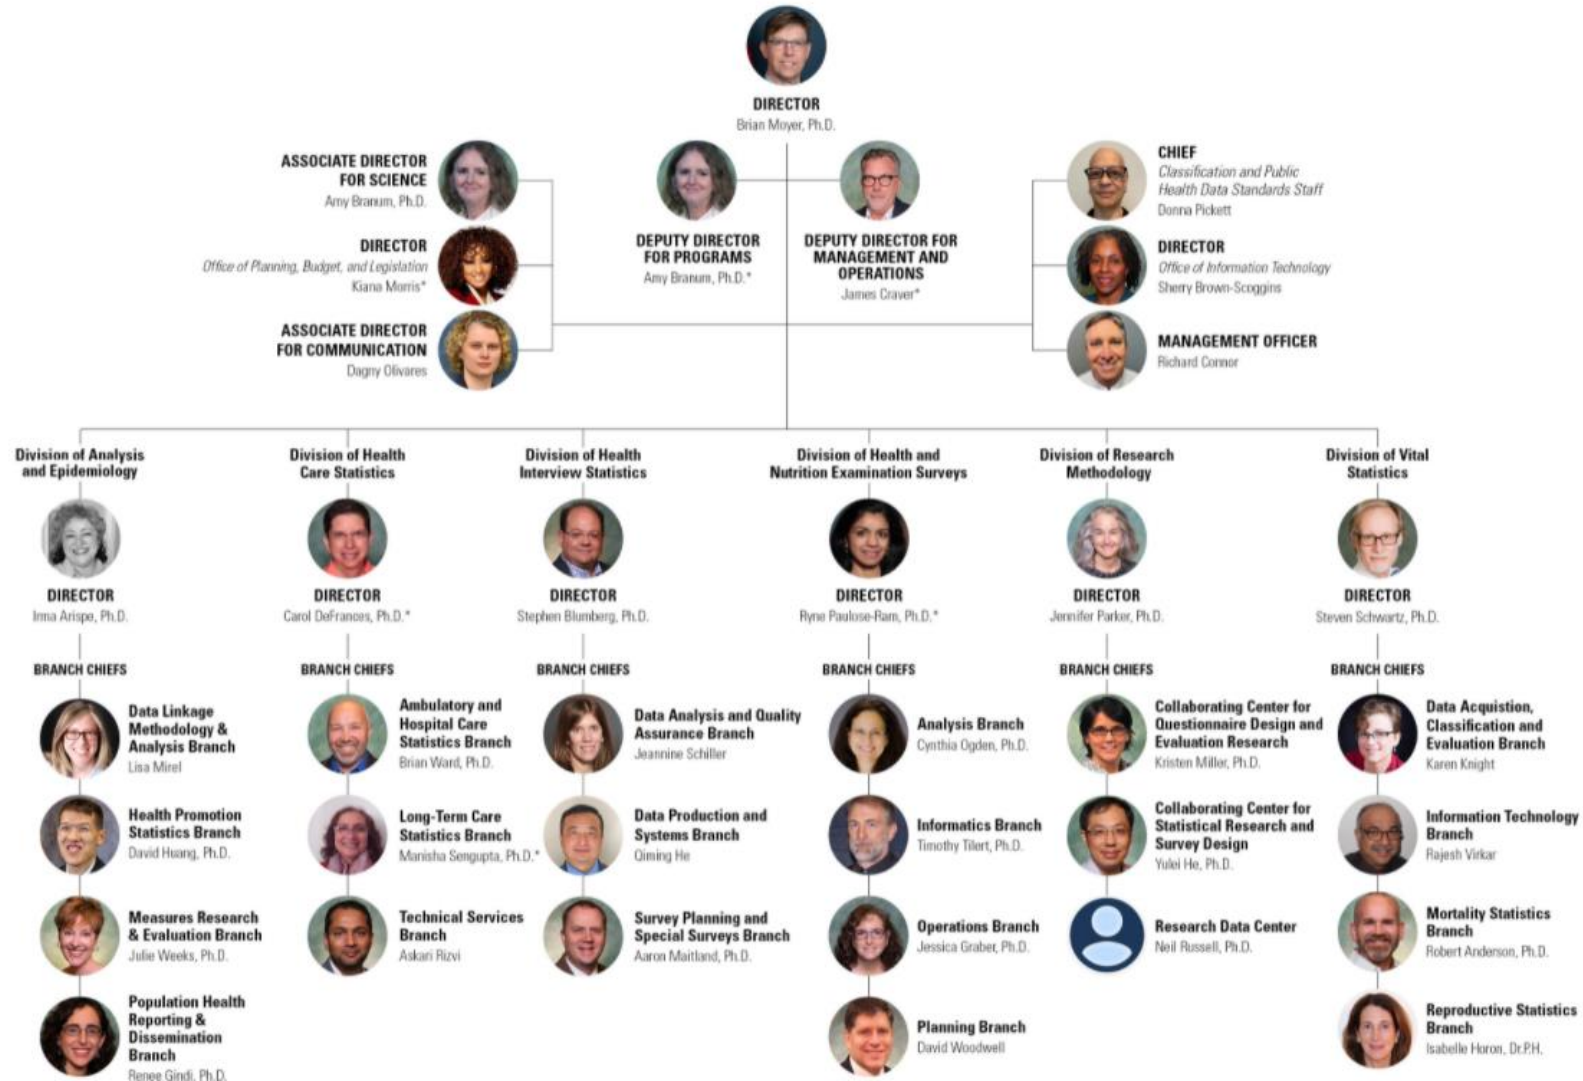 DIRECTOR
Brian Moyer, Ph.D.
ASSOCIATE DIRECTOR
FOR SCIENCE
Amy Branum, Ph.D.
DIRECTOR
Office of Planning, Budget, and Legislation
Kiana Morris*
ASSOCIATE DIRECTOR
FOR COMMUNICATION
Dagny Olivares
DEPUTY DIRECTOR
FOR PROGRAMS
Amy Branum, Ph.D.*
DEPUTY DIRECTOR FOR
MANAGEMENT AND
OPERATIONS
James Craver*
CHIEF
Classification and Public
Health Data Standards Staff
Donna Pickett
DIRECTOR
Office of Information Technology
Sherry Brown-Scoggins
MANAGEMENT OFFICER
Richard Connor
Division of Analysis
and Epidemiology
DIRECTOR
Irma Arispe, Ph.D.
BRANCH CHIEFS
Data Linkage
Methodology &
Analysis Branch
Lisa Mirel
Health Promotion
Statistics Branch
David Huang, Ph.D.
Measures Research
& Evaluation Branch
Julie Weeks, Ph.D.
Population Health
Reporting &
Dissemination
Branch
Renee Gindi, Ph.D.
Division of Health
Care Statistics
DIRECTOR
Carol DeFrances, Ph.D.*
BRANCH CHIEFS
Ambulatory and
Hospital Care
Statistics Branch
Brian Ward, Ph.D.
Long-Term Care
Statistics Branch
Manisha Sengupta, Ph.D.*
Technical Services
Branch
Askari Rizvi
Division of Health
Interview Statistics
DIRECTOR
Stephen Blumberg, Ph.D.
BRANCH CHIEFS
Data Analysis and Quality
Assurance Branch
Jeannine Schiller
Data Production and
Systems Branch
Qiming He
Survey Planning and
Special Surveys Branch
Aaron Maitland, Ph.D.
Division of Health and
Nutrition Examination Surveys
DIRECTOR
Ryne Paulose-Ram, Ph.D.*
BRANCH CHIEFS
Analysis Branch
Cynthia Ogden, Ph.D.
Informatics Branch
Timothy Tilert, Ph.D.
Operations Branch
Jessica Graber, Ph.D.
Planning Branch
David Woodwell
Division of Research
Methodology
DIRECTOR
Jennifer Parker, Ph.D.
BRANCH CHIEFS
Collaborating Center for
Questionnaire Design and
Evaluation Research
Kristen Miller, Ph.D.
Collaborating Center for
Statistical Research and
Survey Design
Yulei He, Ph.D.
Research Data Center
Neil Russell, Ph.D.
Division of Vital
Statistics
DIRECTOR
Steven Schwartz, Ph.D.
BRANCH CHIEFS
Data Acquistion,
Classification and
Evaluation Branch
Karen Knight
Information Technology
Branch
Rajesh Virkar
Mortality Statistics
Branch
Robert Anderson, Ph.D.
Reproductive Statistics
Branch
Isabelle Horon, Dr.P.H.